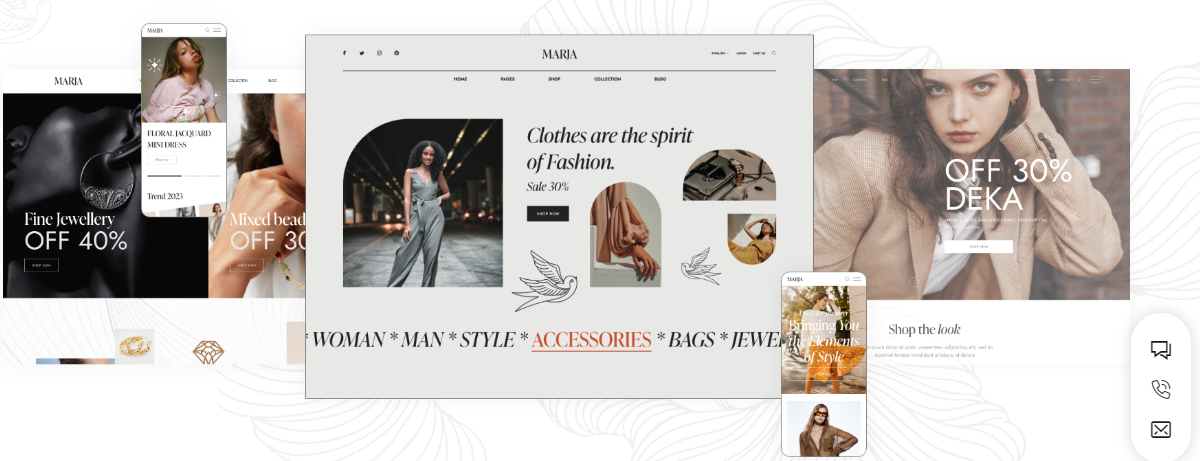 MARJA
COLLECTION
BLOG
Fine Jewellery
OFF 40%
SHOP NOW
Mixed bead
OFF 30
SHOP NOW
MARJA
FLORAL JACQUARD
MINI DRESS
Shop now
Trend 2023
MARJA
ENGLISH
LOGIN
CART (0)
HOME
PAGES
SHOP
COLLECTION
BLOG
Clothes are the spirit
of Fashion.
Sale 30%
SHOP NOW
* WOMAN * MAN * STYLE * ACCESSORIES * BAGS * JEWEL
MARJA
Bringing You
the Elements
of Style
OFF 30%
DEKA
SHOP NOW
Shop the look